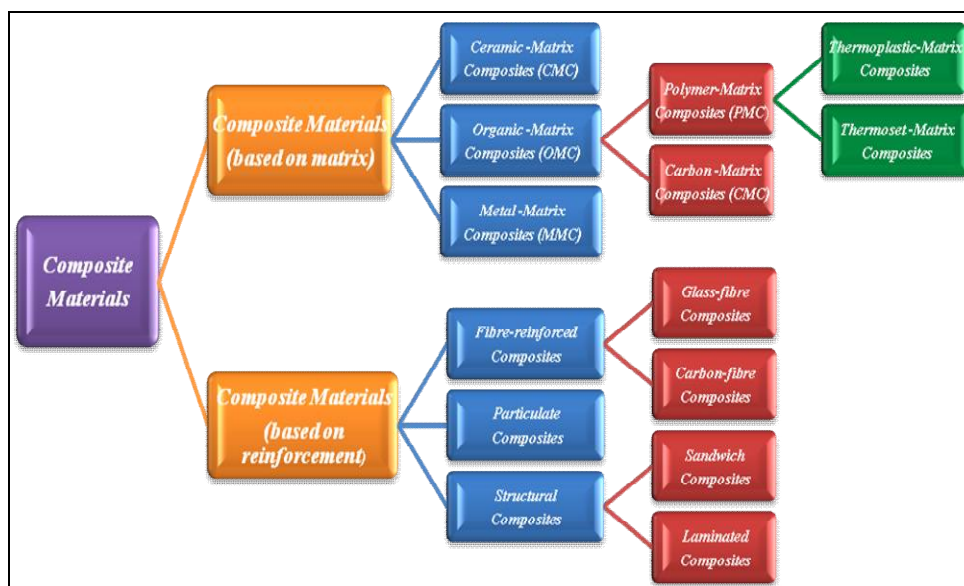 Composite
Materials
Composite Materials
(based on matrix)
Ceramic -Matrix
Composites (CMC)
Organic -Matrix
Composites (OMC)
Metal -Matrix
Composites (MMC)
Polymer-Matrix
Composites (PMC)
Carbon -Matrix
Composites (CMC)
Thermoplastic-Matrix
Composites
Thermoset-Matrix
Composites
Composite Materials
(based on
reinforcement)
Fibre-reinforced
Composites
Particulate
Composites
Structural
Composites
Glass-fibre
Composites
Carbon-fibre
Composites
Sandwich
Composites
Laminated
Composites